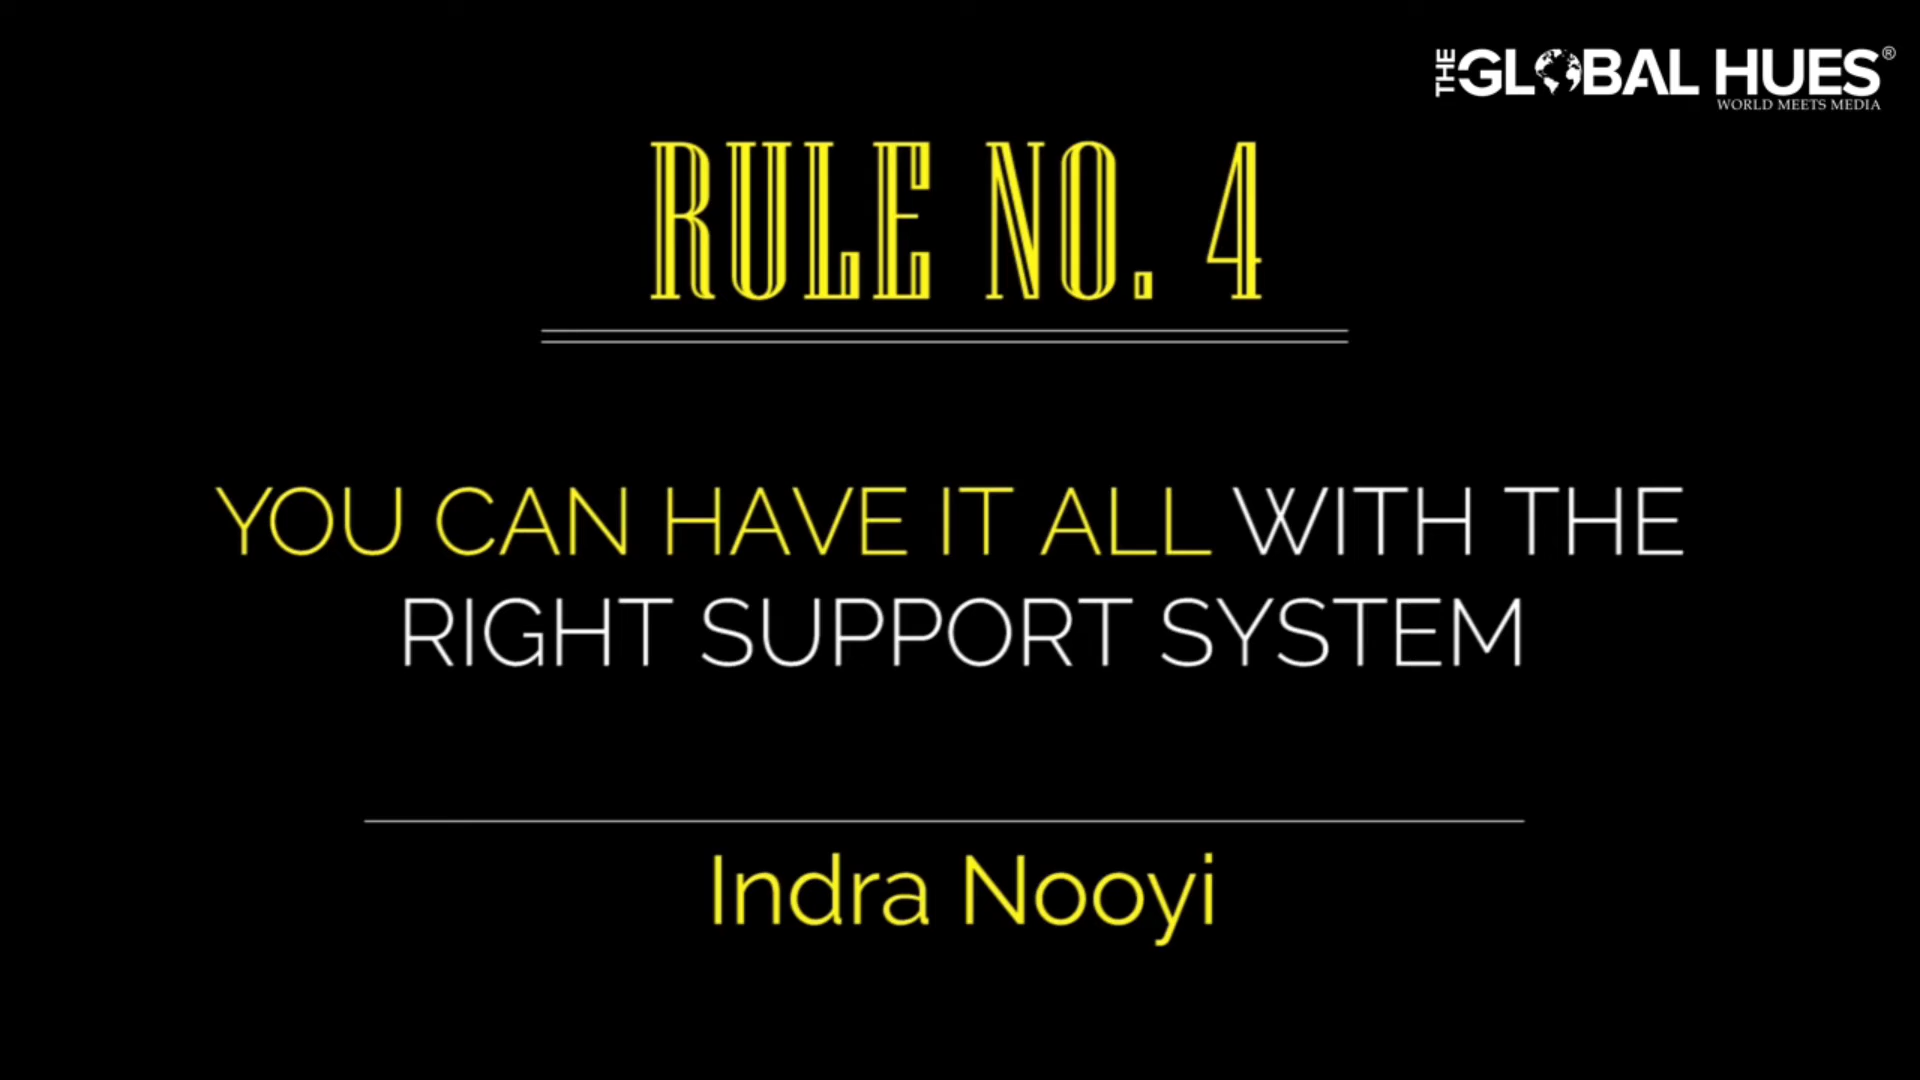 THE GLOBAL HUES®
WORLD MEETS MEDIA
RULE NO. 4
YOU CAN HAVE IT ALL WITH THE
RIGHT SUPPORT SYSTEM
Indra Nooyi